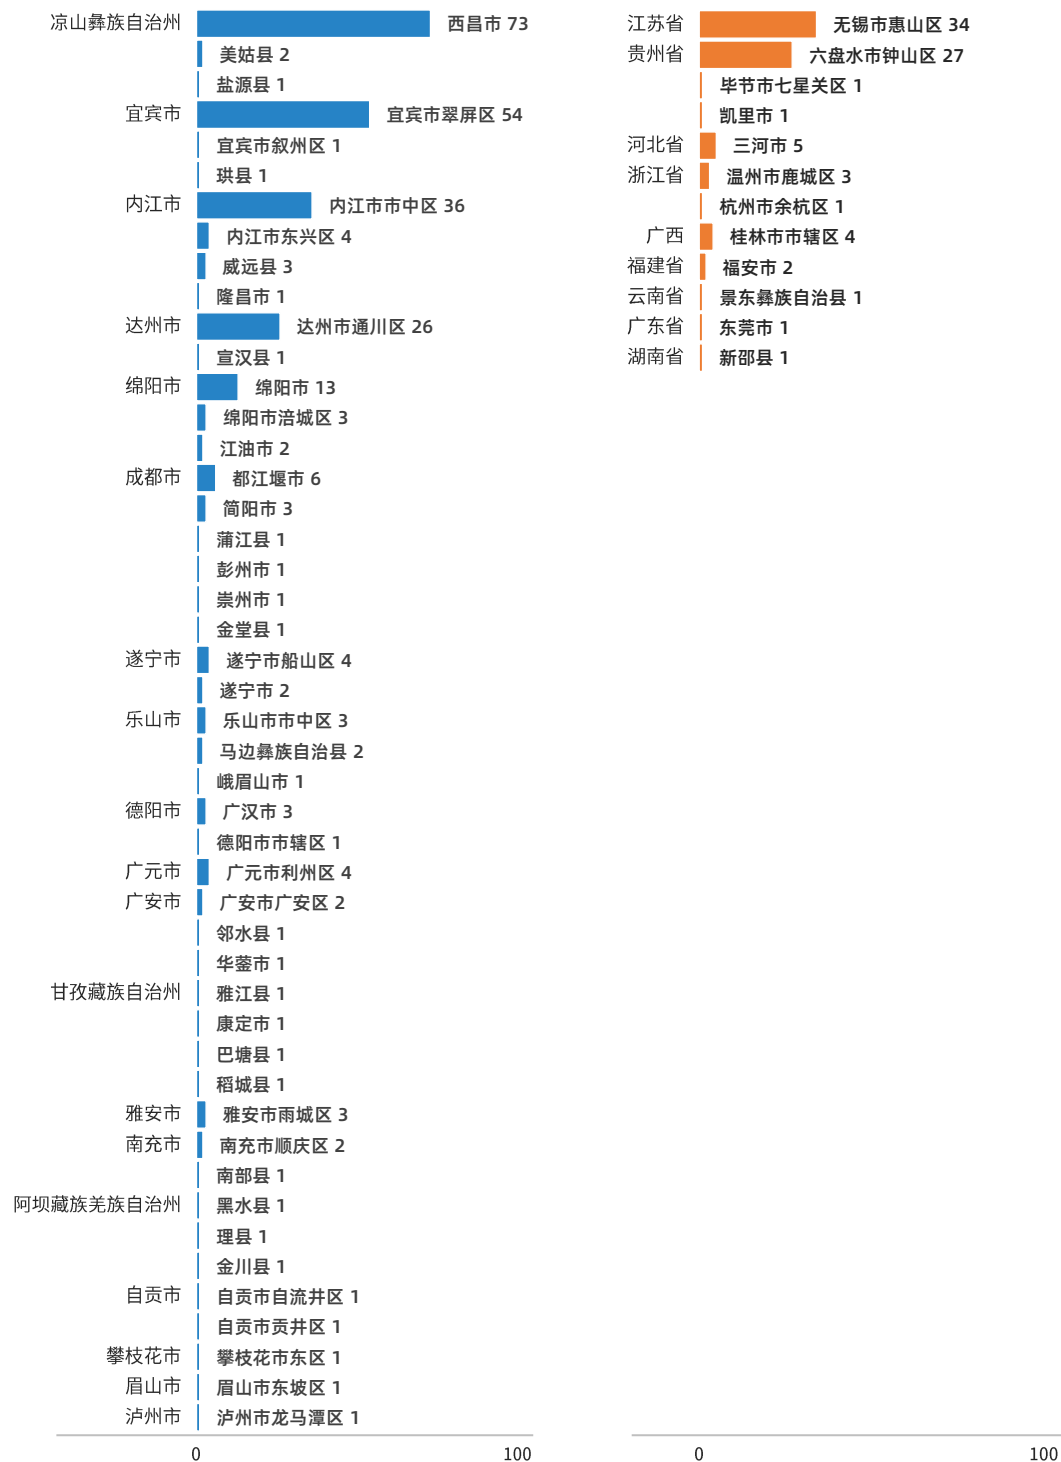 凉山彝族自治州 西昌市 73
美姑县 2
盐源县 1
宜宾市 宜宾市翠屏区 54
宜宾市叙州区 1
珙县 1
内江市 内江市市中区 36
内江市东兴区 4
威远县 3
隆昌市 1
达州市 达州市通川区 26
宣汉县 1
绵阳市 绵阳市 13
绵阳市涪城区 3
江油市 2
成都市 都江堰市 6
简阳市 3
蒲江县 1
彭州市 1
崇州市 1
金堂县 1
遂宁市 遂宁市船山区 4
遂宁市 2
乐山市 乐山市市中区 3
马边彝族自治县 2
峨眉山市 1
德阳市 广汉市 3
德阳市市辖区 1
广元市 广元市利州区 4
广安市 广安市广安区 2
邻水县 1
华蓥市 1
甘孜藏族自治州 雅江县 1
康定市 1
巴塘县 1
稻城县 1
雅安市 雅安市雨城区 3
南充市 南充市顺庆区 2
南部县 1
阿坝藏族羌族自治州 黑水县 1
理县 1
金川县 1
自贡市 自贡市自流井区 1
自贡市贡井区 1
攀枝花市 攀枝花市东区 1
眉山市 眉山市东坡区 1
泸州市 泸州市龙马潭区 1
0 100
江苏省 无锡市惠山区 34
贵州省 六盘水市钟山区 27
毕节市七星关区 1
凯里市 1
河北省 三河市 5
浙江省 温州市鹿城区 3
杭州市余杭区 1
广西 桂林市市辖区 4
福建省 福安市 2
云南省 景东彝族自治县 1
广东省 东莞市 1
湖南省 新邵县 1
0 100